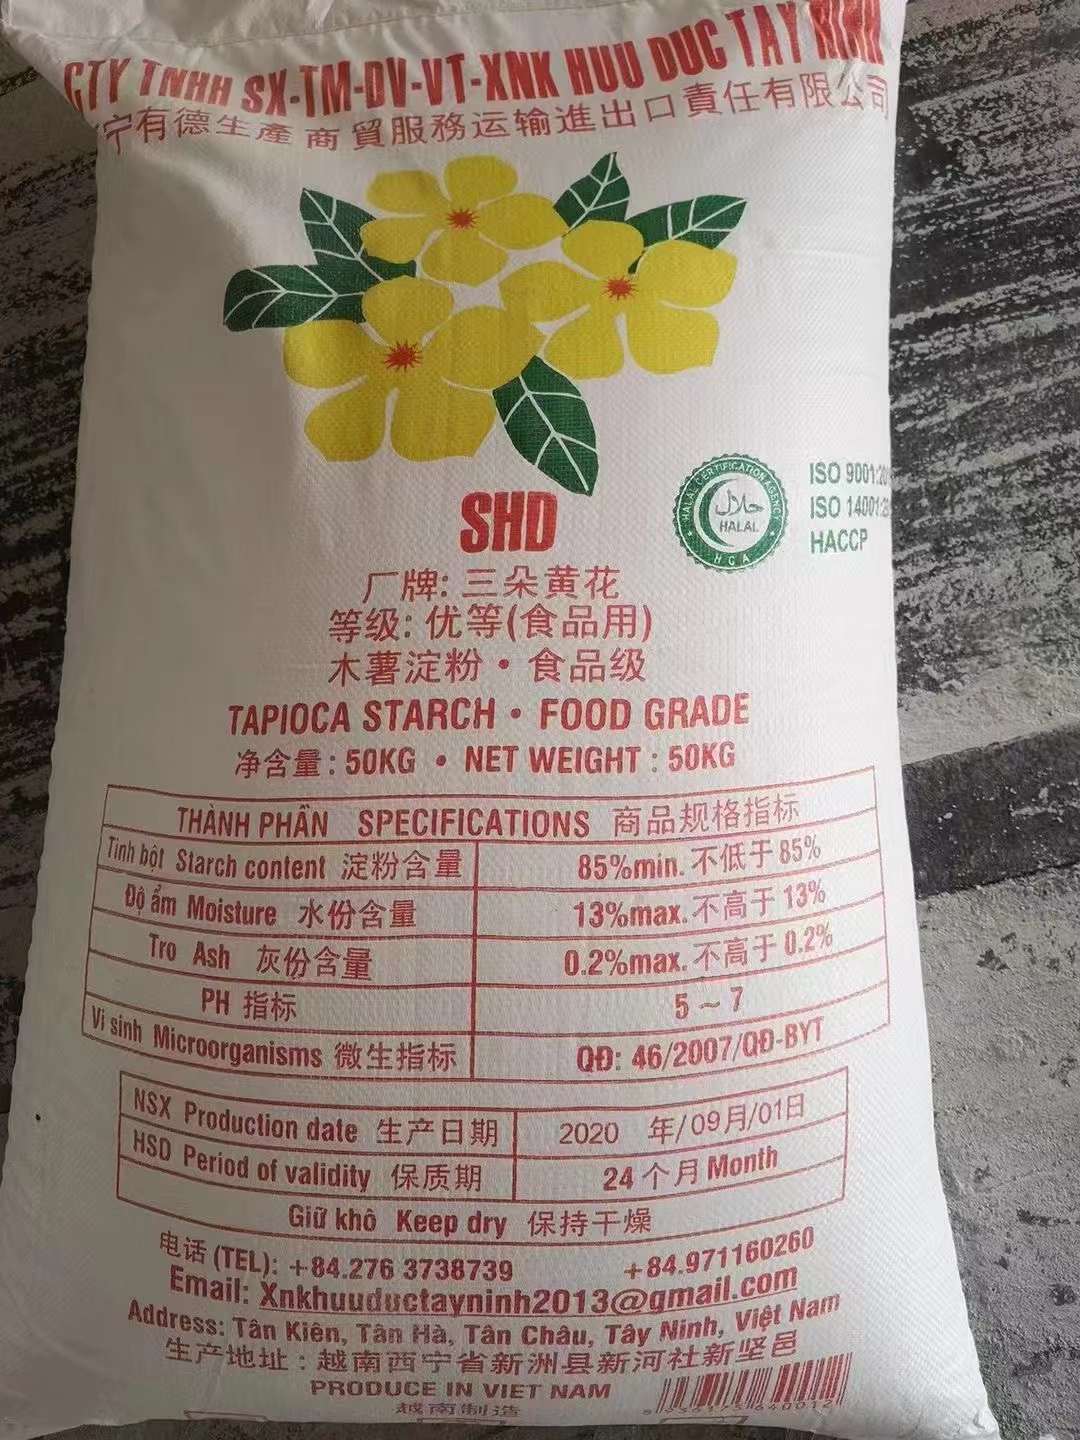 CTY TNHH SX-TM-DV-VT-XNK HUU DUC TAY NINH
宁有德生產商貿服務运输進出口責任有限公司
HALAL CERTIFICATION AGENCY
حلال
HALAL
HCA
ISO 9001:20
ISO 14001:2
HACCP
SHD
厂牌: 三朵黄花
等级: 优等(食品用)
木薯淀粉 • 食品级
TAPIOCA STARCH • FOOD GRADE
净含量 : 50KG • NET WEIGHT : 50KG
THÀNH PHẦN SPECIFICATIONS 商品规格指标
Tinh bột Starch content 淀粉含量 85%min. 不低于 85%
Độ ẩm Moisture 水份含量 13%max. 不高于 13%
Tro Ash 灰份含量 0.2%max. 不高于 0.2%
PH 指标 5 ~ 7
Vi sinh Microorganisms 微生指标 QĐ: 46/2007/QĐ-BYT
NSX Production date 生产日期 2020 年/09月/01日
HSD Period of validity 保质期 24 个月 Month
Giữ khô Keep dry 保持干燥
电话 (TEL): +84.276 3738739 +84.971160260
Email: Xnkhuuductayninh2013@gmail.com
Address: Tân Kiên, Tân Hà, Tân Châu, Tây Ninh, Việt Nam
生产地址 : 越南西宁省新洲县新河社新坚邑
PRODUCE IN VIET NAM
越南制造